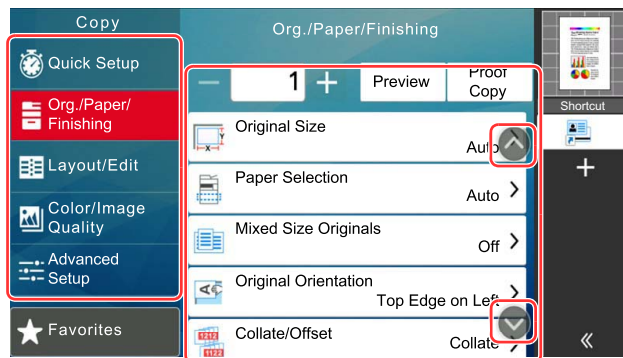 Copy
Quick Setup
Org./Paper/
Finishing
Layout/Edit
Color/Image
Quality
Advanced
Setup
Favorites
Org./Paper/Finishing
1
Preview
Proof
Copy
Original Size
Auto
Paper Selection
Auto
Mixed Size Originals
Off
Original Orientation
Top Edge on Left
Collate/Offset
Collate
X
Y
A
1212
1122
Shortcut